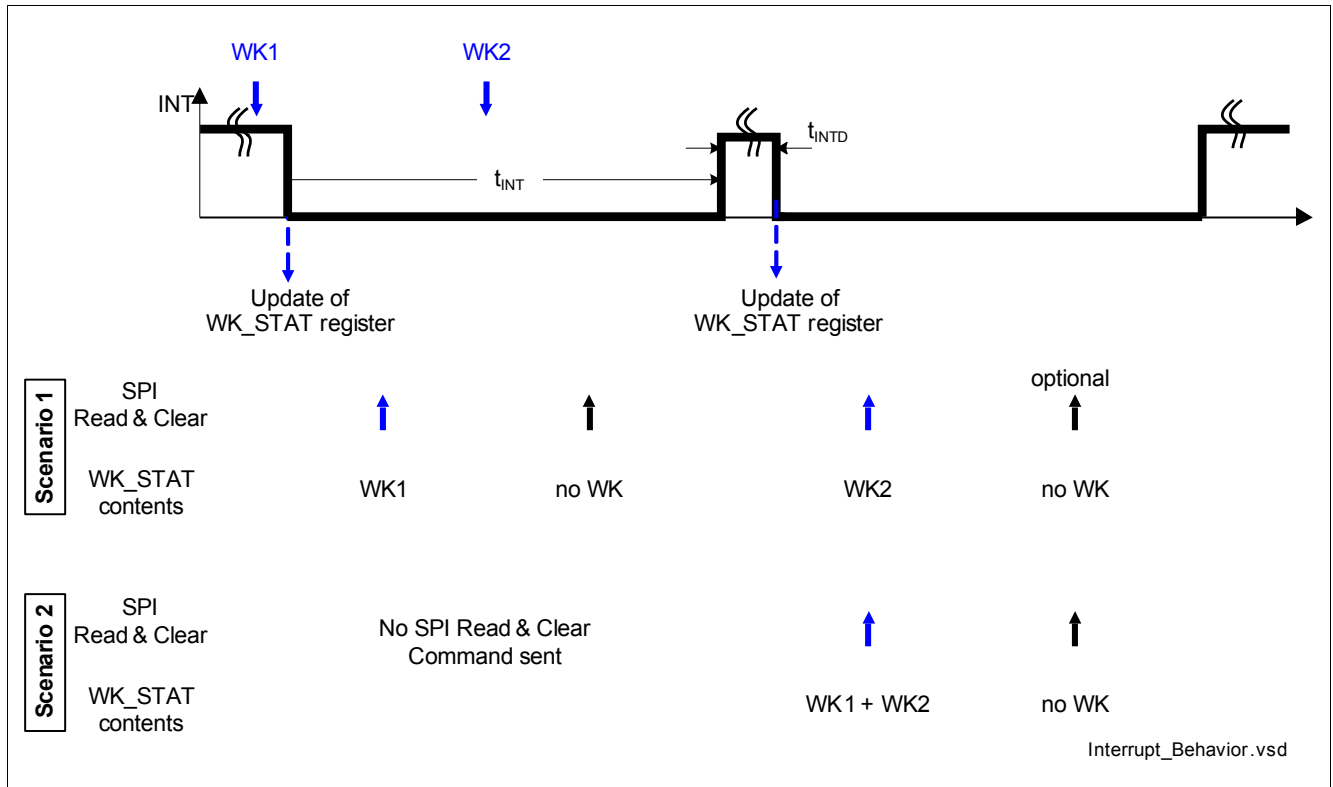 WK1 WK2
INT
tINTD
tINT
Update of
WK_STAT register
Update of
WK_STAT register
Scenario 1
SPI
Read & Clear
optional
WK_STAT
contents
WK1 no WK WK2 no WK
Scenario 2
SPI
Read & Clear
No SPI Read & Clear
Command sent
WK_STAT
contents
WK1 + WK2 no WK
Interrupt_Behavior.vsd